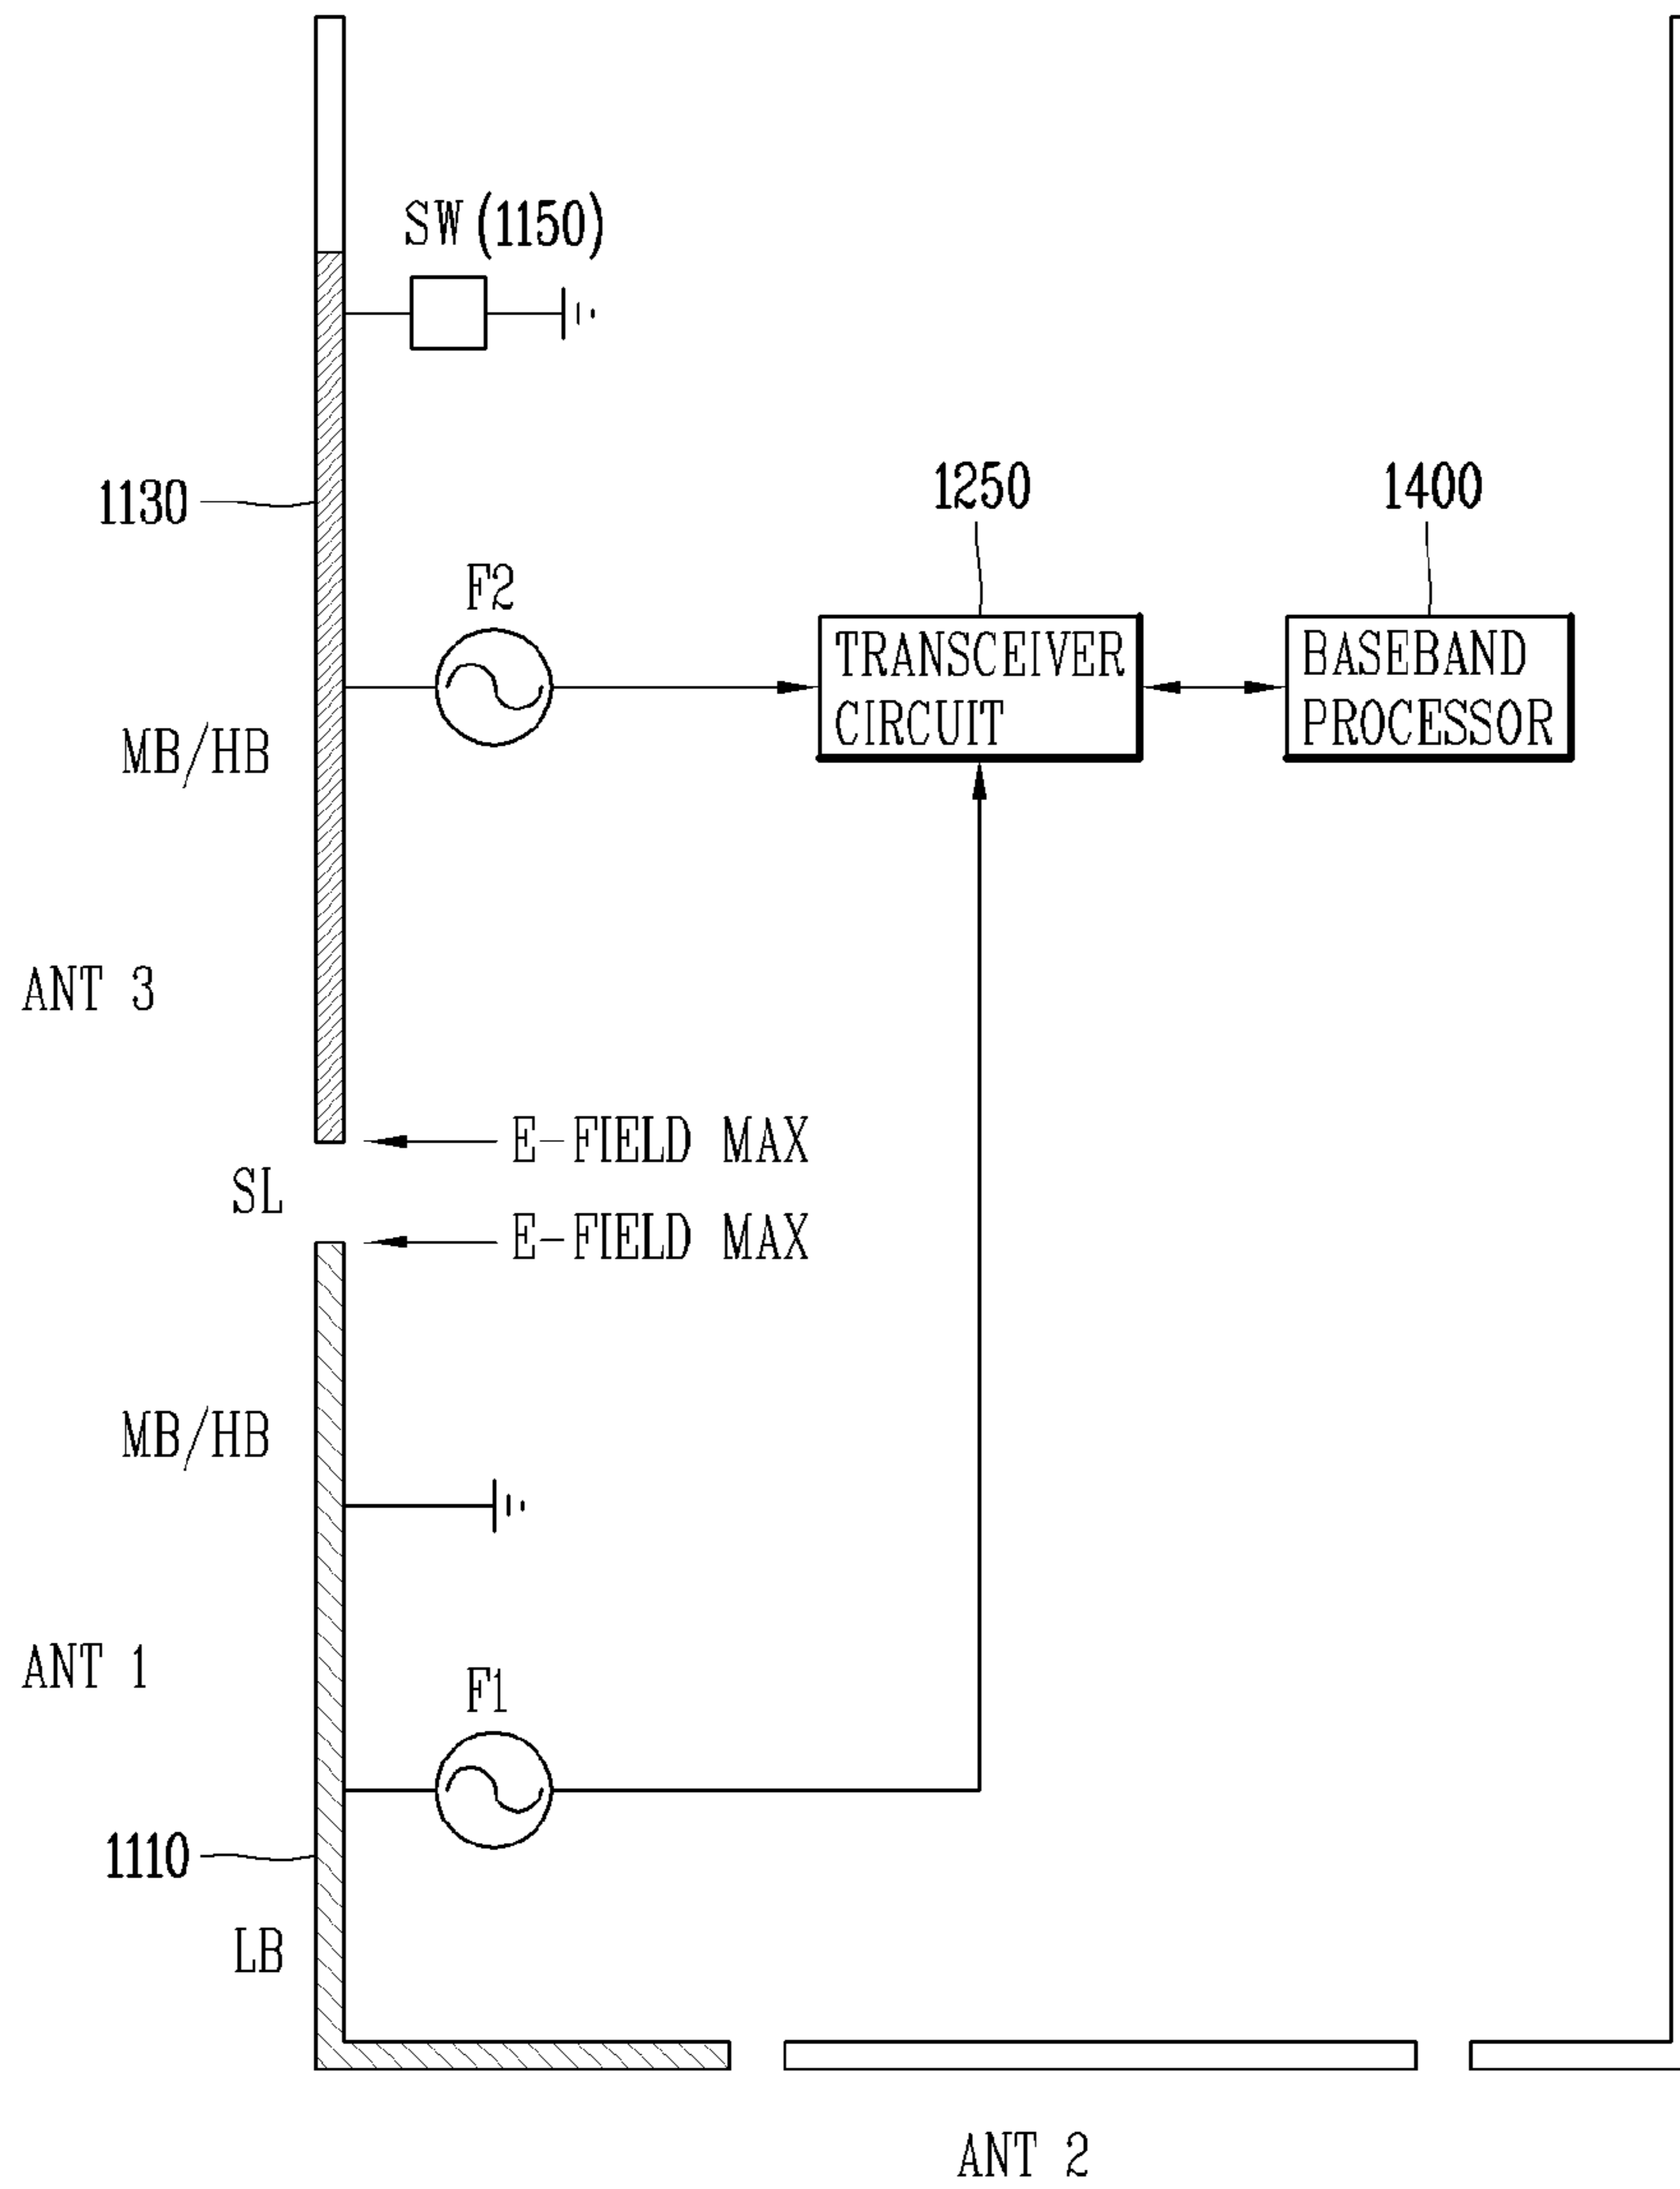 SW(1150)
1130
1250
1400
F2
TRANSCEIVER
CIRCUIT
BASEBAND
PROCESSOR
MB/HB
ANT 3
E-FIELD MAX
SL
E-FIELD MAX
MB/HB
ANT 1
F1
1110
LB
ANT 2